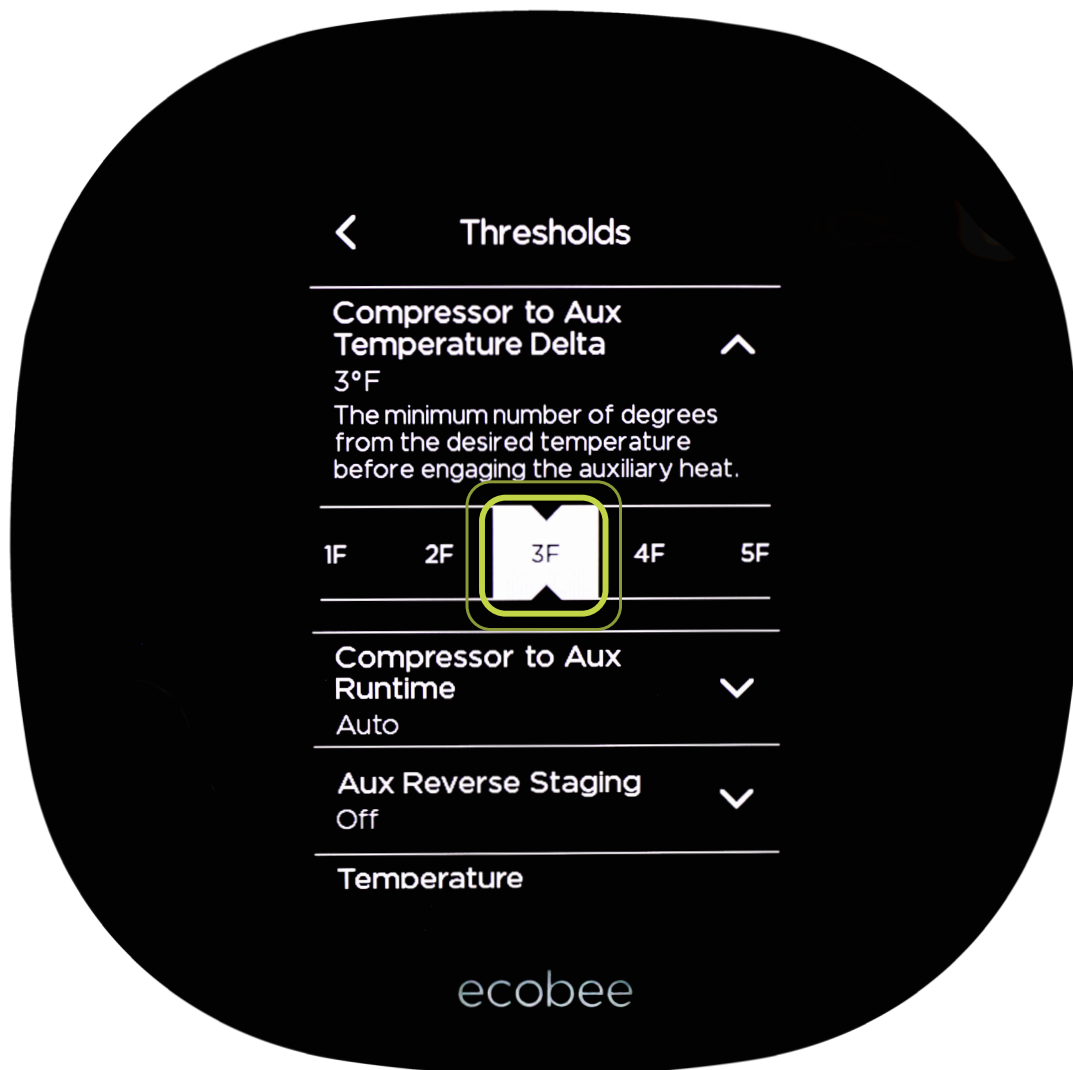 Thresholds
Compressor to Aux
Temperature Delta
3°F
The minimum number of degrees
from the desired temperature
before engaging the auxiliary heat.
1F 2F 3F 4F 5F
Compressor to Aux
Runtime
Auto
Aux Reverse Staging
Off
Temperature
ecobee